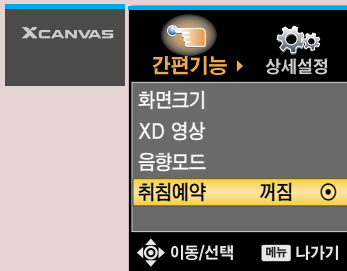 XCANVAS
간편기능 상세설정
화면크기
XD 영상
음향모드
취침예약 꺼짐
이동/선택 메뉴 나가기